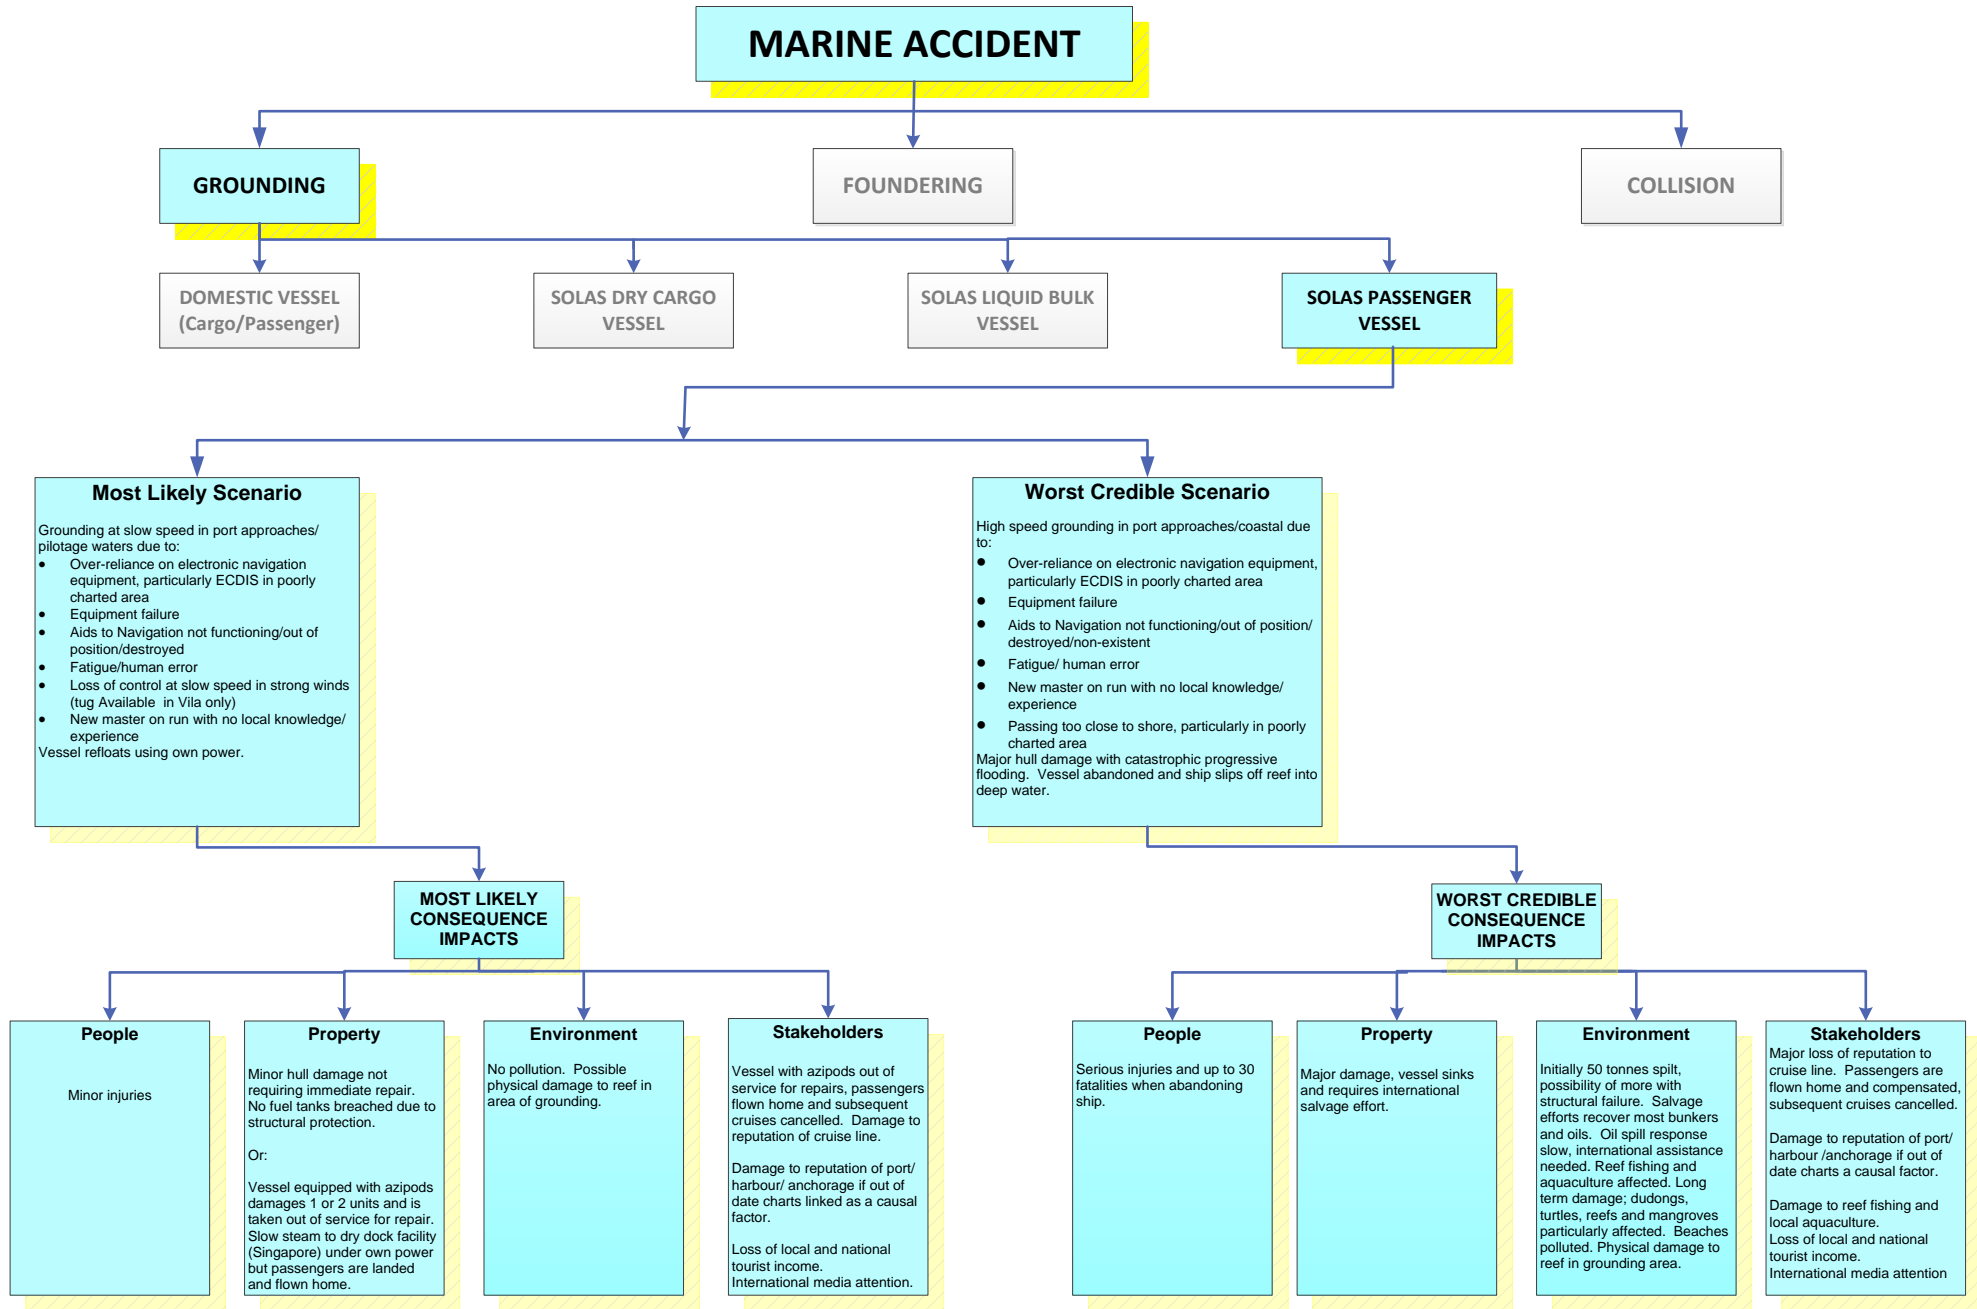 MARINE ACCIDENT
GROUNDING
FOUNDERING
COLLISION
DOMESTIC VESSEL
(Cargo/Passenger)
SOLAS DRY CARGO
VESSEL
SOLAS LIQUID BULK
VESSEL
SOLAS PASSENGER
VESSEL
Most Likely Scenario
Grounding at slow speed in port approaches/
pilotage waters due to:
• Over-reliance on electronic navigation
equipment, particularly ECDIS in poorly
charted area
• Equipment failure
• Aids to Navigation not functioning/out of
position/destroyed
• Fatigue/human error
• Loss of control at slow speed in strong winds
(tug Available in Vila only)
• New master on run with no local knowledge/
experience
Vessel refloats using own power.
Worst Credible Scenario
High speed grounding in port approaches/coastal due
to:
• Over-reliance on electronic navigation equipment,
particularly ECDIS in poorly charted area
• Equipment failure
• Aids to Navigation not functioning/out of position/
destroyed/non-existent
• Fatigue/ human error
• New master on run with no local knowledge/
experience
• Passing too close to shore, particularly in poorly
charted area
Major hull damage with catastrophic progressive
flooding. Vessel abandoned and ship slips off reef into
deep water.
MOST LIKELY
CONSEQUENCE
IMPACTS
WORST CREDIBLE
CONSEQUENCE
IMPACTS
People
Minor injuries
Property
Minor hull damage not
requiring immediate repair.
No fuel tanks breached due to
structural protection.
Or:
Vessel equipped with azipods
damages 1 or 2 units and is
taken out of service for repair.
Slow steam to dry dock facility
(Singapore) under own power
but passengers are landed
and flown home.
Environment
No pollution. Possible
physical damage to reef in
area of grounding.
Stakeholders
Vessel with azipods out of
service for repairs, passengers
flown home and subsequent
cruises cancelled. Damage to
reputation of cruise line.
Damage to reputation of port/
harbour/ anchorage if out of
date charts linked as a causal
factor.
Loss of local and national
tourist income.
International media attention.
People
Serious injuries and up to 30
fatalities when abandoning
ship.
Property
Major damage, vessel sinks
and requires international
salvage effort.
Environment
Initially 50 tonnes spilt,
possibility of more with
structural failure. Salvage
efforts recover most bunkers
and oils. Oil spill response
slow, international assistance
needed. Reef fishing and
aquaculture affected. Long
term damage; dudongs,
turtles, reefs and mangroves
particularly affected. Beaches
polluted. Physical damage to
reef in grounding area.
Stakeholders
Major loss of reputation to
cruise line. Passengers are
flown home and compensated,
subsequent cruises cancelled.
Damage to reputation of port/
harbour /anchorage if out of
date charts a causal factor.
Damage to reef fishing and
local aquaculture.
Loss of local and national
tourist income.
International media attention